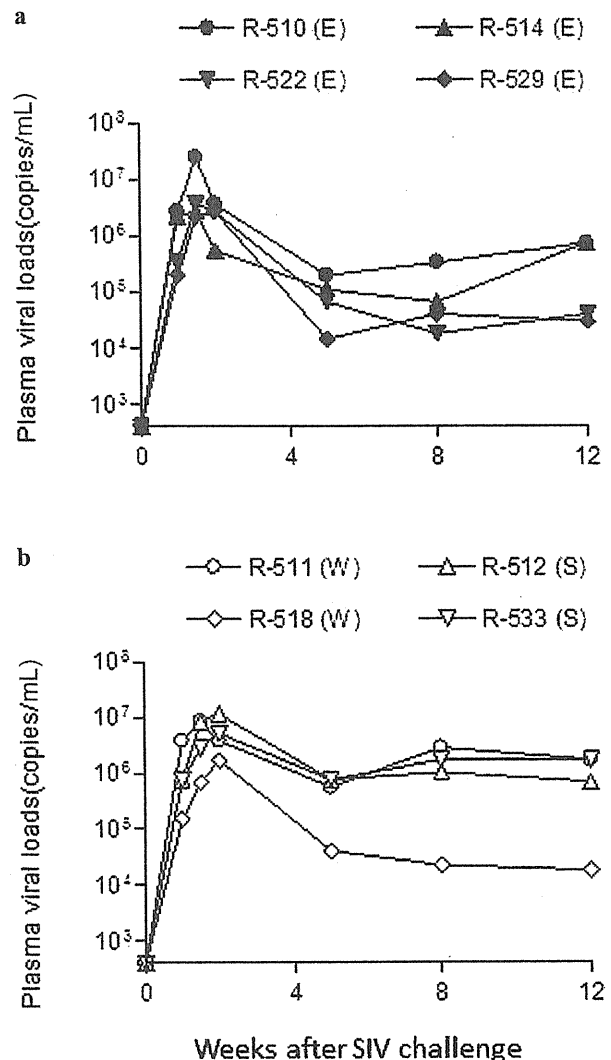 a
R-510 (E) R-514 (E)
R-522 (E) R-529 (E)
Plasma viral loads(copies/mL)
10⁸
10⁷
10⁶
10⁵
10⁴
10³
0 4 8 12
b
R-511 (W) R-512 (S)
R-518 (W) R-533 (S)
Plasma viral loads(copies/mL)
10⁸
10⁷
10⁶
10⁵
10⁴
10³
0 4 8 12
Weeks after SIV challenge